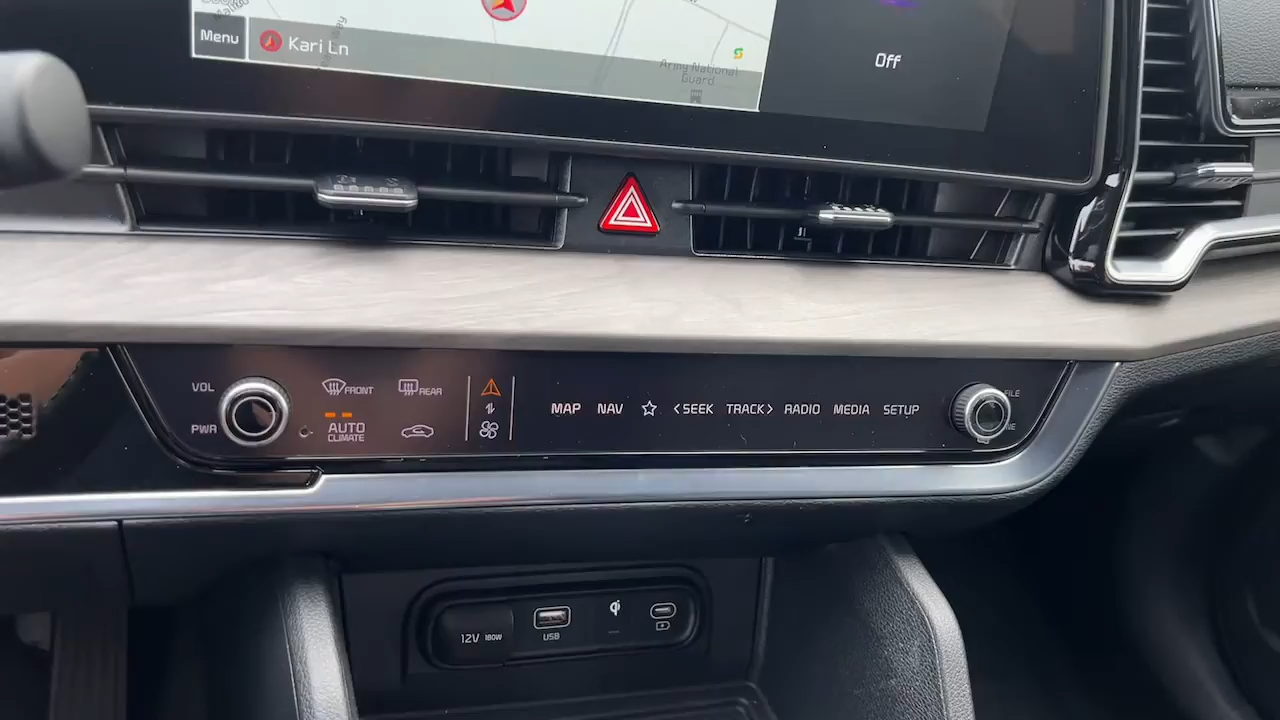 Menu
Kari Ln
Army National
Guard
Off
VOL
PWR
FRONT
REAR
AUTO
CLIMATE
MAP NAV <SEEK TRACK> RADIO MEDIA SETUP
12V 180W
USB